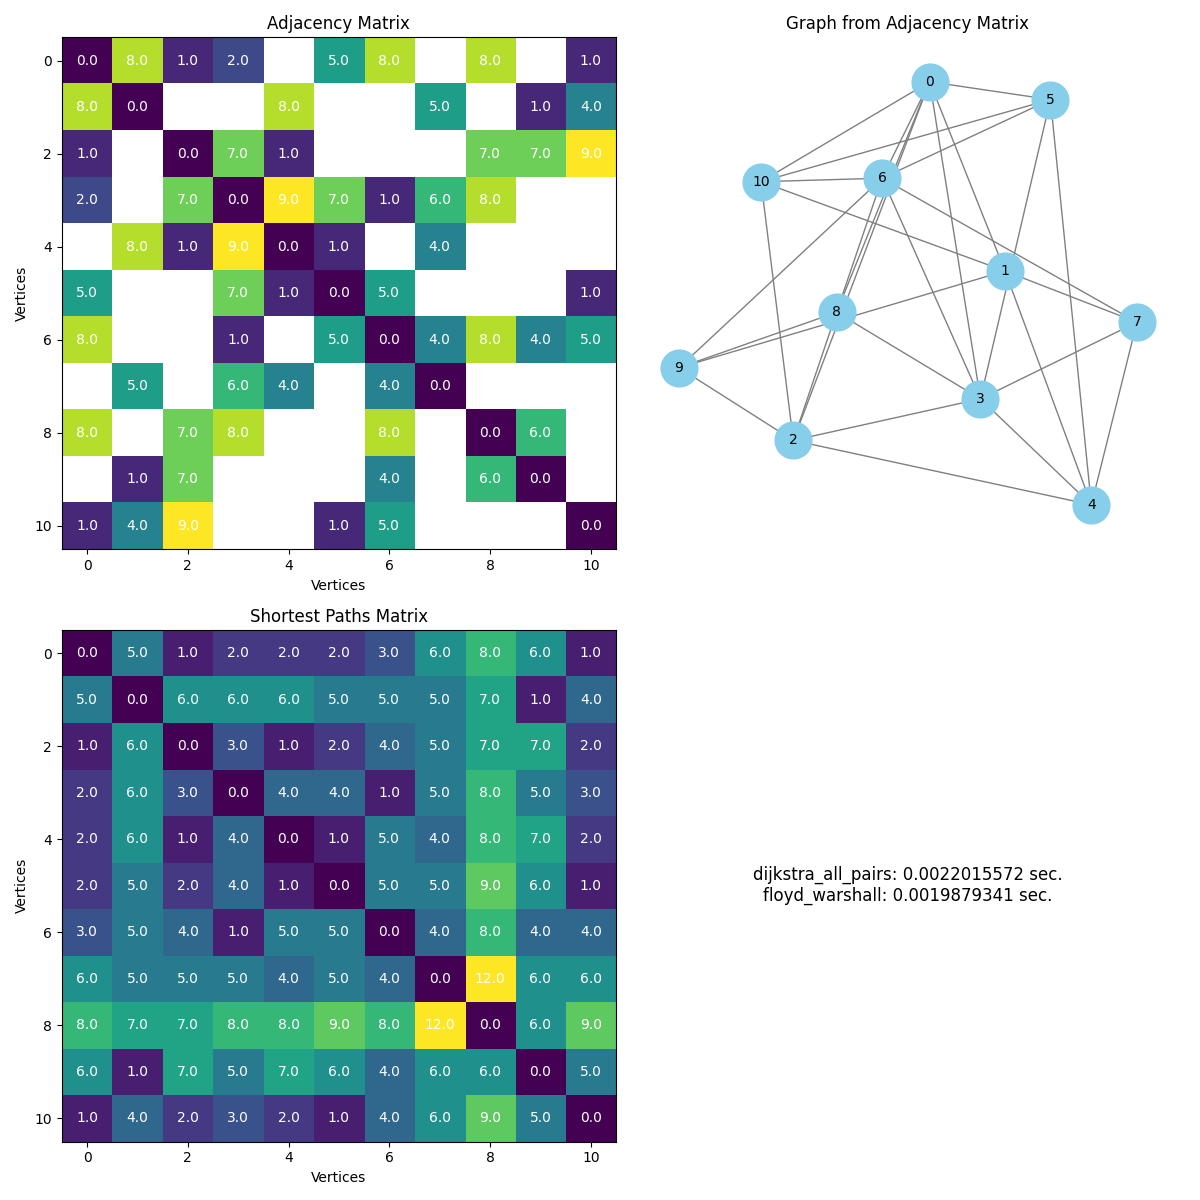 Adjacency Matrix
0 0.0 8.0 1.0 2.0 5.0 8.0 8.0 1.0
8.0 0.0 8.0 5.0 1.0 4.0
2 1.0 0.0 7.0 1.0 7.0 7.0 9.0
2.0 7.0 0.0 9.0 7.0 1.0 6.0 8.0
4 8.0 1.0 9.0 0.0 1.0 4.0
5.0 7.0 1.0 0.0 5.0 1.0
6 8.0 1.0 5.0 0.0 4.0 8.0 4.0 5.0
5.0 6.0 4.0 4.0 0.0
8 8.0 7.0 8.0 8.0 0.0 6.0
1.0 7.0 4.0 6.0 0.0
10 1.0 4.0 9.0 1.0 5.0 0.0
0 2 4 6 8 10
Vertices
Vertices
Graph from Adjacency Matrix
0
5
10
6
1
8
7
9
3
2
4
Shortest Paths Matrix
0 0.0 5.0 1.0 2.0 2.0 2.0 3.0 6.0 8.0 6.0 1.0
5.0 0.0 6.0 6.0 6.0 5.0 5.0 5.0 7.0 1.0 4.0
2 1.0 6.0 0.0 3.0 1.0 2.0 4.0 5.0 7.0 7.0 2.0
2.0 6.0 3.0 0.0 4.0 4.0 1.0 5.0 8.0 5.0 3.0
4 2.0 6.0 1.0 4.0 0.0 1.0 5.0 4.0 8.0 7.0 2.0
2.0 5.0 2.0 4.0 1.0 0.0 5.0 5.0 9.0 6.0 1.0
6 3.0 5.0 4.0 1.0 5.0 5.0 0.0 4.0 8.0 4.0 4.0
6.0 5.0 5.0 5.0 4.0 5.0 4.0 0.0 12.0 6.0 6.0
8 8.0 7.0 7.0 8.0 8.0 9.0 8.0 12.0 0.0 6.0 9.0
6.0 1.0 7.0 5.0 7.0 6.0 4.0 6.0 6.0 0.0 5.0
10 1.0 4.0 2.0 3.0 2.0 1.0 4.0 6.0 9.0 5.0 0.0
0 2 4 6 8 10
Vertices
Vertices
dijkstra_all_pairs: 0.0022015572 sec.
floyd_warshall: 0.0019879341 sec.